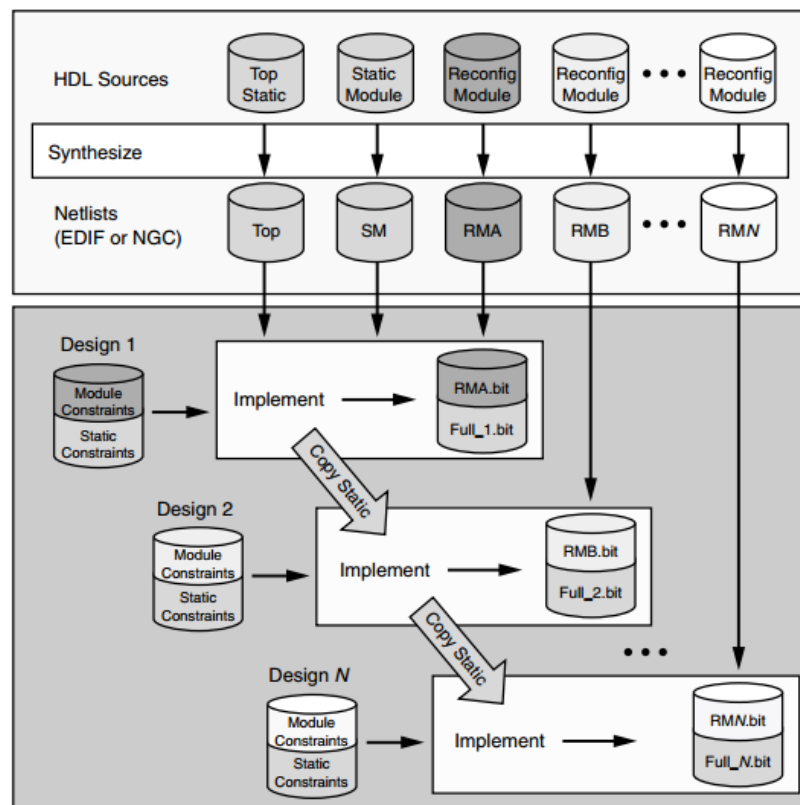 HDL Sources
Top
Static
Static
Module
Reconfig
Module
Reconfig
Module
Reconfig
Module
Synthesize
Netlists
(EDIF or NGC)
Top
SM
RMA
RMB
RMN
Design 1
Module
Constraints
Static
Constraints
Implement
RMA.bit
Full_1.bit
Copy Static
Design 2
Module
Constraints
Static
Constraints
Implement
RMB.bit
Full_2.bit
Copy Static
Design N
Module
Constraints
Static
Constraints
Implement
RMN.bit
Full_N.bit